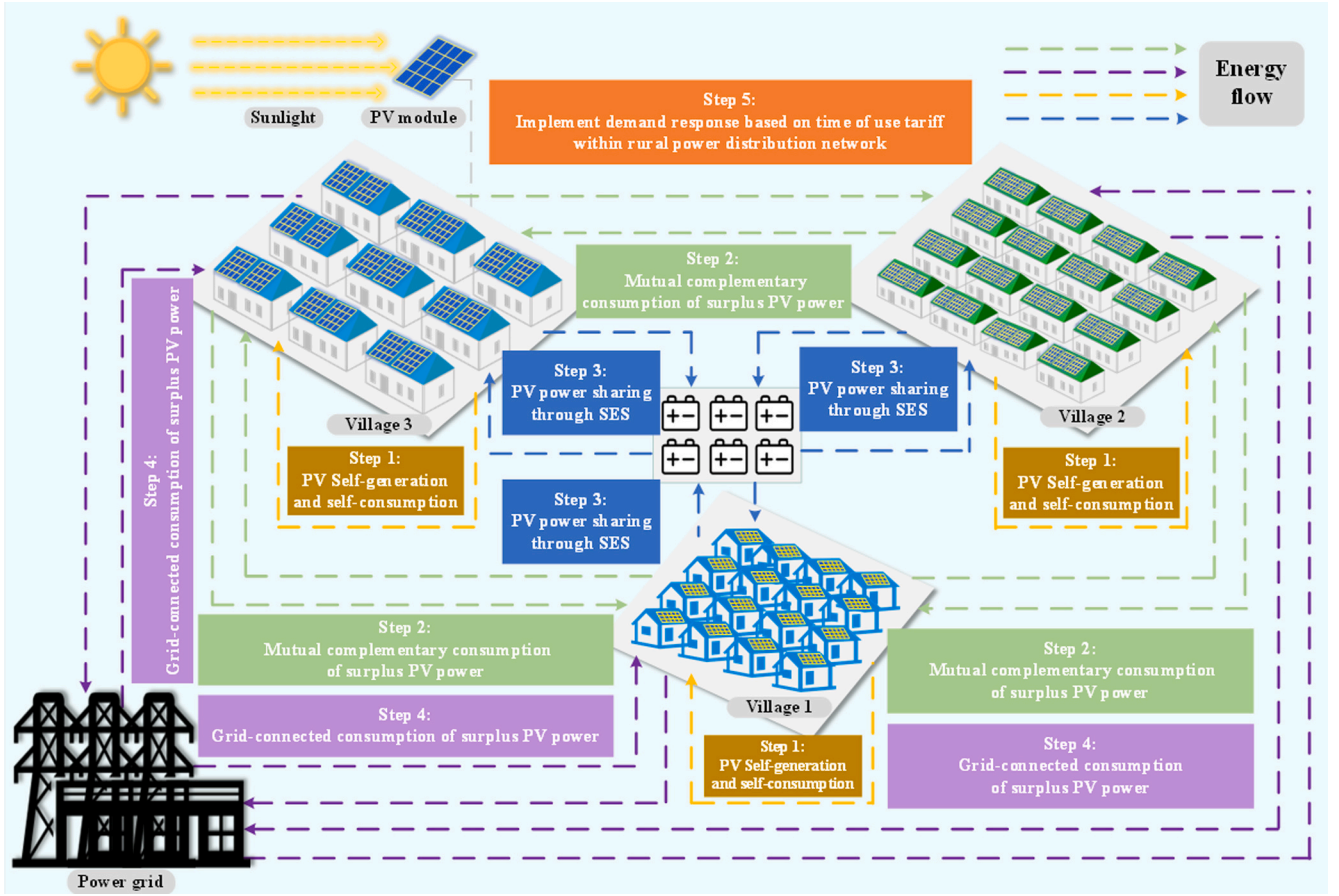 Sunlight
PV module
Energy
flow
Step 5:
Implement demand response based on time of use tariff
within rural power distribution network
Step 2:
Mutual complementary
consumption of surplus PV power
Step 4:
Grid-connected consumption of surplus PV power
Step 3:
PV power sharing
through SES
Step 3:
PV power sharing
through SES
Village 3
Village 2
Step 1:
PV Self-generation
and self-consumption
Step 1:
PV Self-generation
and self-consumption
Step 3:
PV power sharing
through SES
Step 2:
Mutual complementary consumption
of surplus PV power
Step 2:
Mutual complementary consumption
of surplus PV power
Village 1
Step 4:
Grid-connected consumption of surplus PV power
Step 1:
PV Self-generation
and self-consumption
Step 4:
Grid-connected consumption
of surplus PV power
Power grid